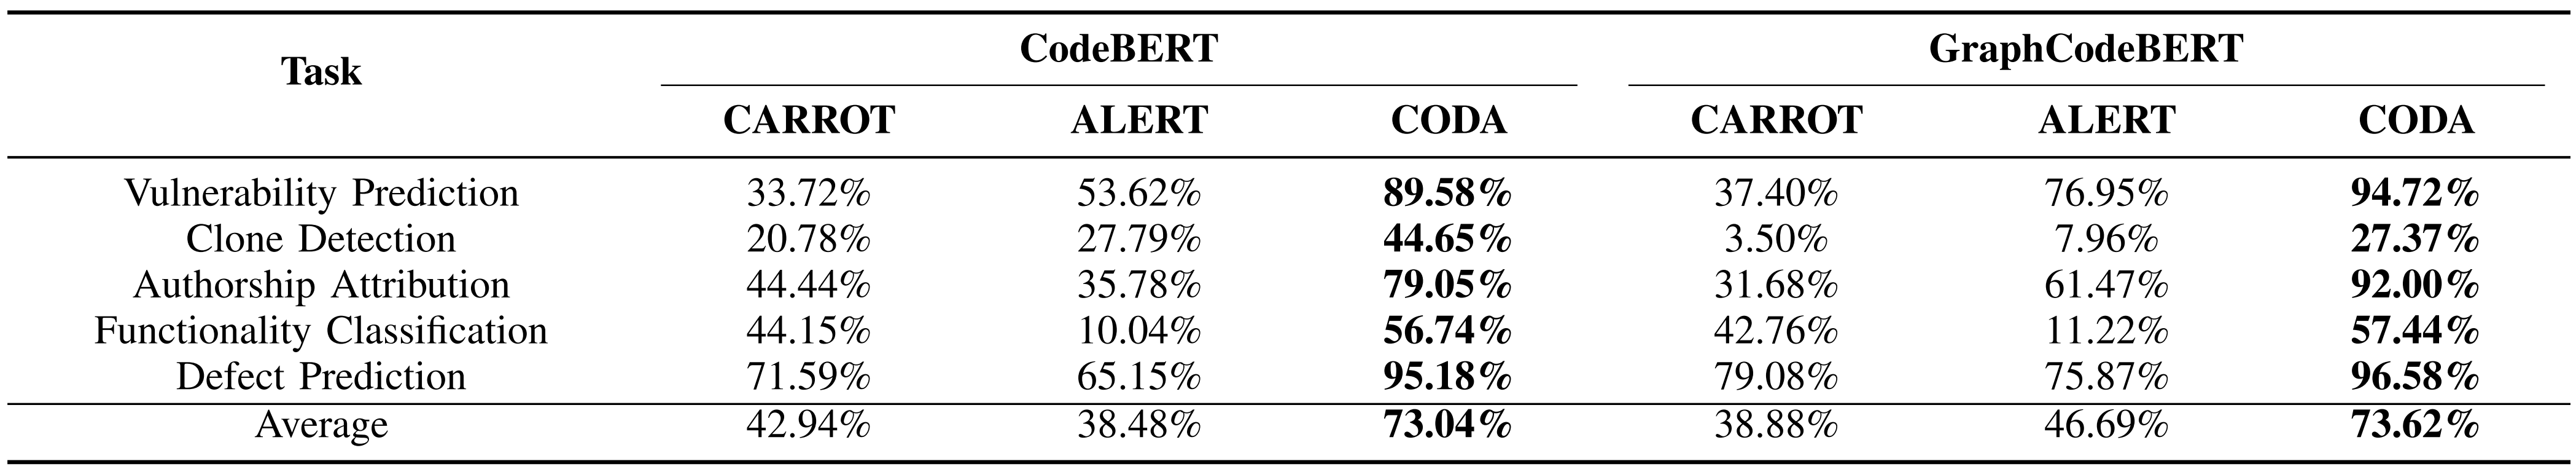 Task CodeBERT GraphCodeBERT
CARROT ALERT CODA CARROT ALERT CODA
Vulnerability Prediction 33.72% 53.62% 89.58% 37.40% 76.95% 94.72%
Clone Detection 20.78% 27.79% 44.65% 3.50% 7.96% 27.37%
Authorship Attribution 44.44% 35.78% 79.05% 31.68% 61.47% 92.00%
Functionality Classification 44.15% 10.04% 56.74% 42.76% 11.22% 57.44%
Defect Prediction 71.59% 65.15% 95.18% 79.08% 75.87% 96.58%
Average 42.94% 38.48% 73.04% 38.88% 46.69% 73.62%